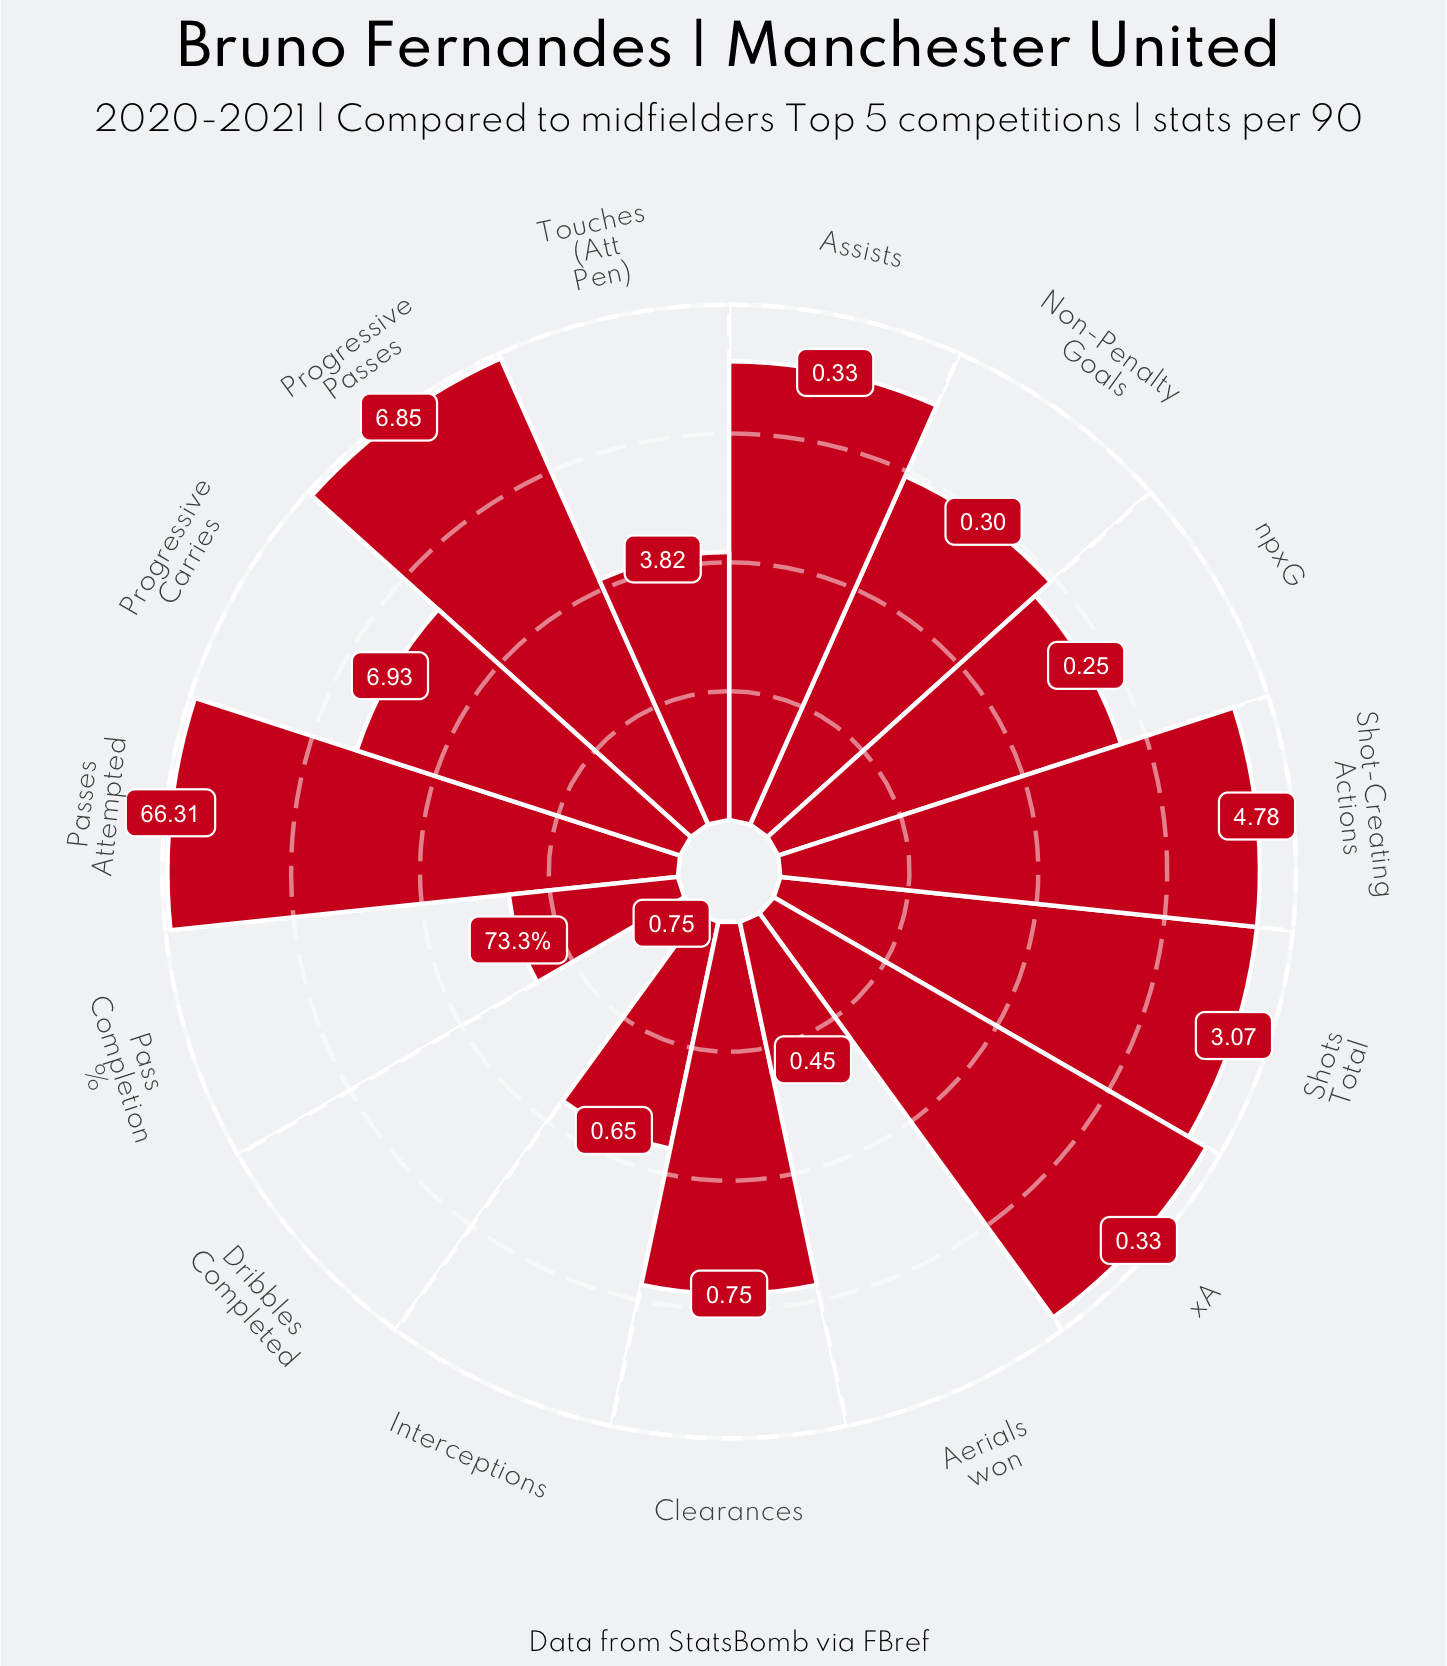 Bruno Fernandes | Manchester United
2020-2021 | Compared to midfielders Top 5 competitions | stats per 90
Touches
(Att
Pen)
Assists
Non-Penalty
Goals
npxG
Shot-Creating
Actions
Shots
Total
xA
Aerials
won
Clearances
Interceptions
Dribbles
Completed
Pass
Completion
%
Passes
Attempted
Progressive
Carries
Progressive
Passes
3.82
0.33
0.30
0.25
4.78
3.07
0.33
0.45
0.75
0.65
0.75
73.3%
66.31
6.93
6.85
Data from StatsBomb via FBref